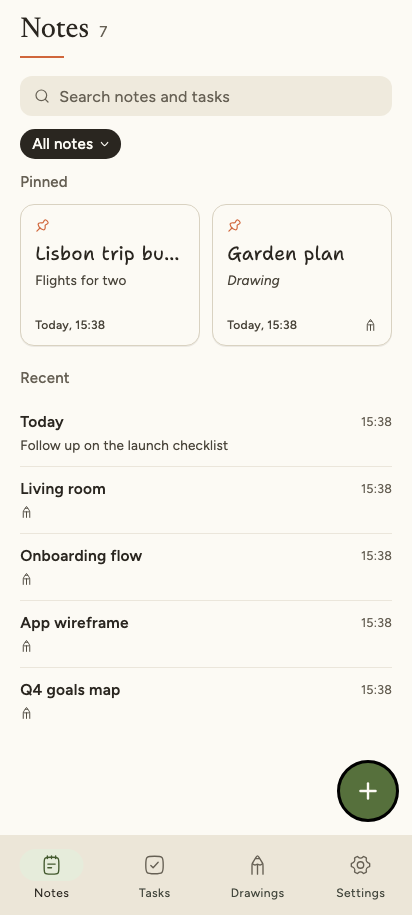 Notes 7
Search notes and tasks
All notes
Pinned
Lisbon trip bu...
Flights for two
Today, 15:38
Garden plan
Drawing
Today, 15:38
Recent
Today 15:38
Follow up on the launch checklist
Living room 15:38
Onboarding flow 15:38
App wireframe 15:38
Q4 goals map 15:38
Notes Tasks Drawings Settings